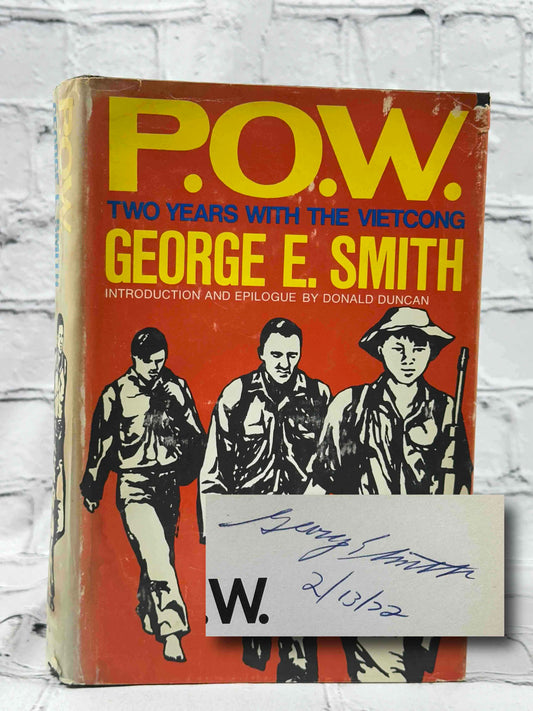 P.O.W.
TWO YEARS WITH THE VIETCONG
GEORGE E. SMITH
INTRODUCTION AND EPILOGUE BY DONALD DUNCAN
P.O.W.
George E Smith
2/13/72
.W.